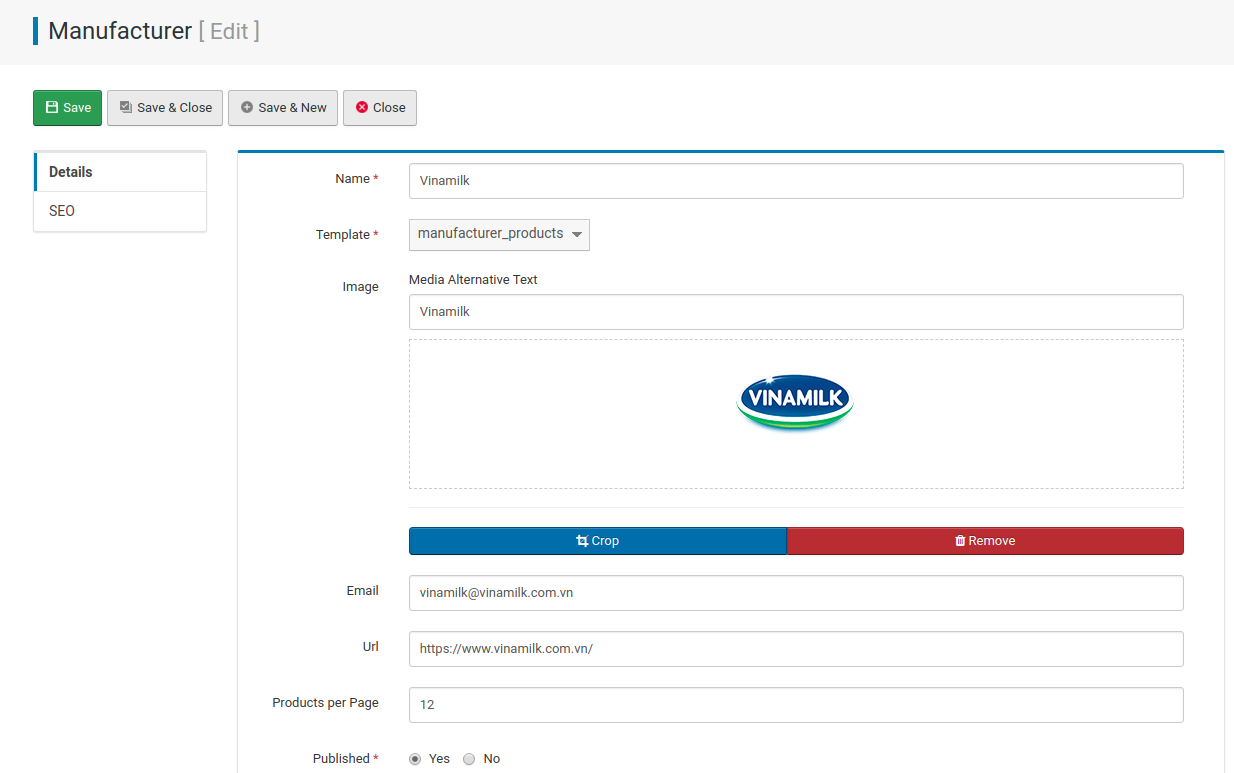 Manufacturer [ Edit ]
Save
Save & Close
Save & New
Close
Details
SEO
Name *
Vinamilk
Template *
manufacturer_products
Image
Media Alternative Text
Vinamilk
VINAMILK
Crop
Remove
Email
vinamilk@vinamilk.com.vn
Url
https://www.vinamilk.com.vn/
Products per Page
12
Published *
Yes
No